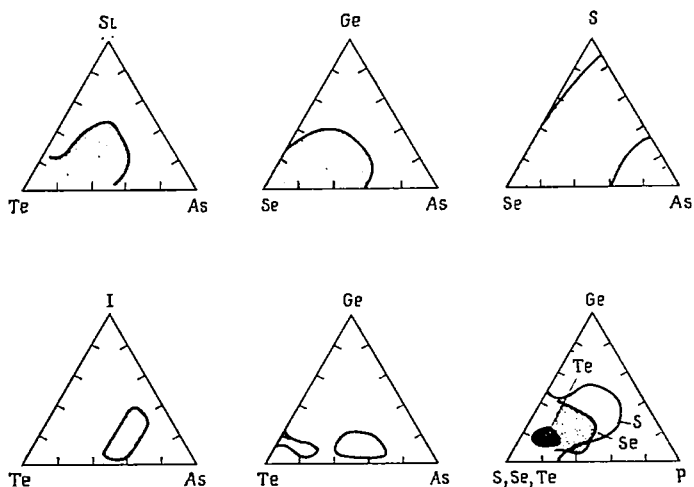 Si Ge S
Te As Se As Se As
I Ge Ge
Te
S
Se
Te As Te As S, Se, Te P